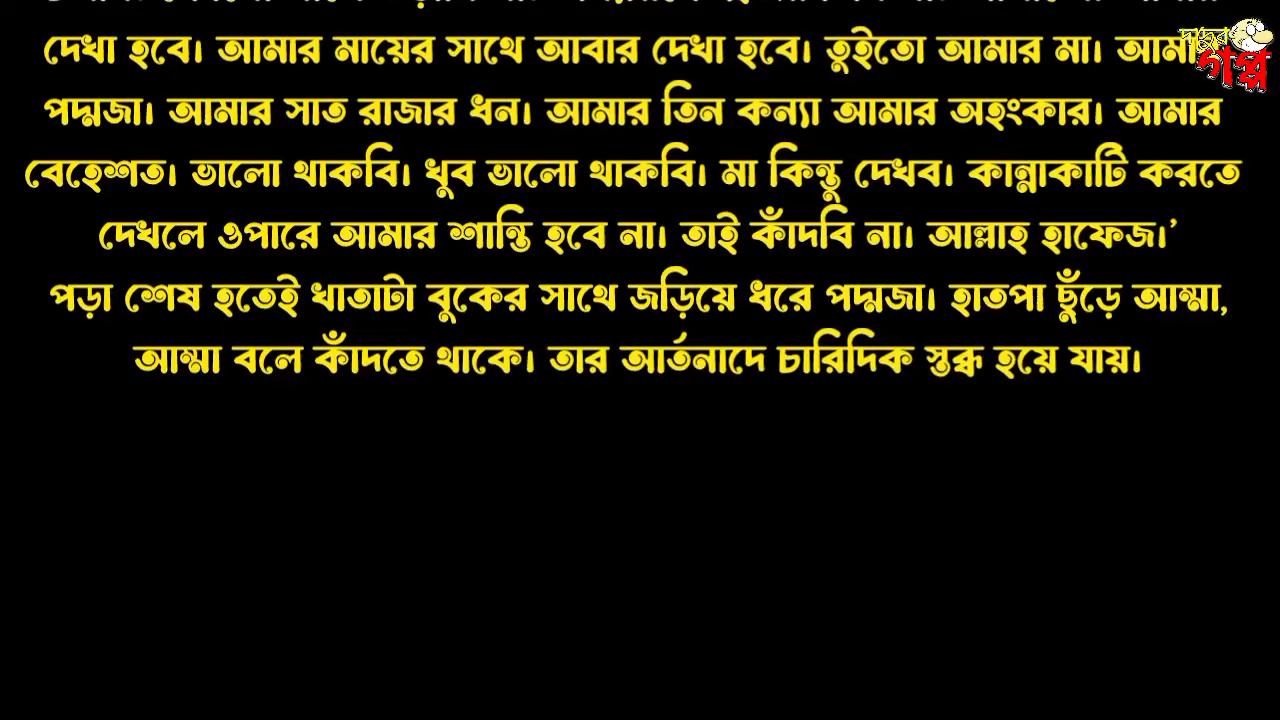 দেখা হবে। আমার মায়ের সাথে আবার দেখা হবে। তুইতো আমার মা। আমার
পদ্মজা। আমার সাত রাজার ধন। আমার তিন কন্যা আমার অহংকার। আমার
বেহেশত। ভালো থাকবি। খুব ভালো থাকবি। মা কিন্তু দেখব। কান্নাকাটি করতে
দেখলে ওপারে আমার শান্তি হবে না। তাই কাঁদবি না। আল্লাহ হাফেজ।’
পড়া শেষ হতেই খাতাটা বুকের সাথে জড়িয়ে ধরে পদ্মজা। হাতপা ছুঁড়ে আম্মা,
আম্মা বলে কাঁদতে থাকে। তার আর্তনাদে চারিদিক স্তব্ধ হয়ে যায়।
দাদুর
গল্প